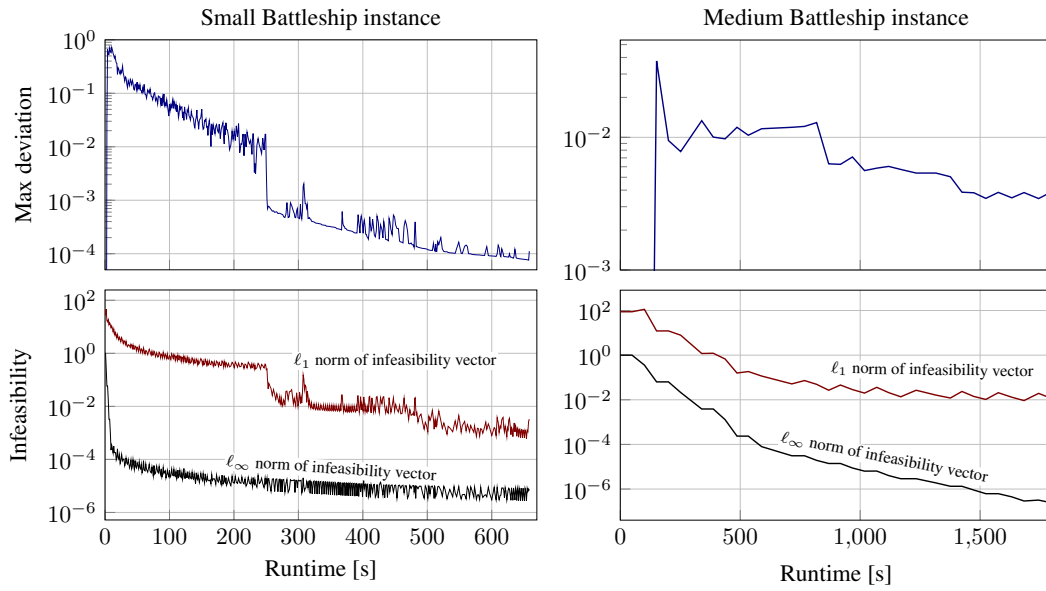 Small Battleship instance
Medium Battleship instance
Max deviation
10^0
10^-1
10^-2
10^-3
10^-4
10^-2
10^-3
Infeasibility
10^2
10^0
10^-2
10^-4
10^-6
ℓ1 norm of infeasibility vector
ℓ∞ norm of infeasibility vector
0 100 200 300 400 500 600
Runtime [s]
10^2
10^0
10^-2
10^-4
10^-6
ℓ1 norm of infeasibility vector
ℓ∞ norm of infeasibility vector
0 500 1,000 1,500
Runtime [s]